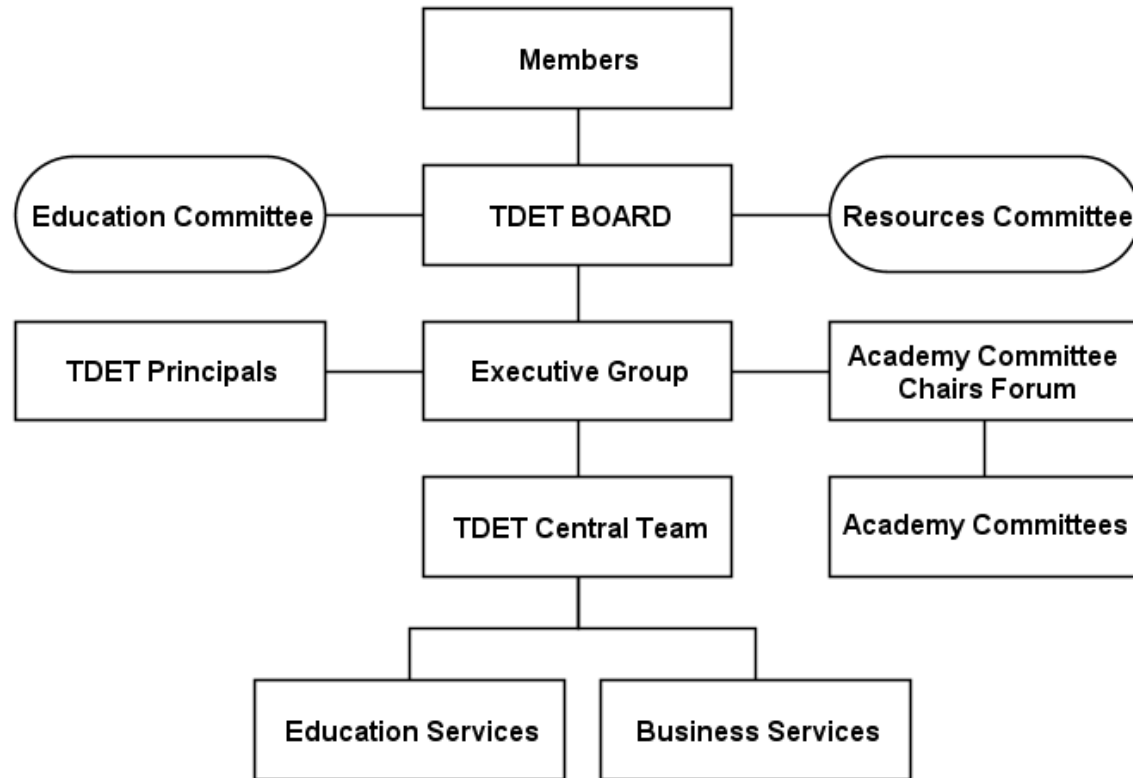 Members
Education Committee
TDET BOARD
Resources Committee
TDET Principals
Executive Group
Academy Committee
Chairs Forum
TDET Central Team
Academy Committees
Education Services
Business Services